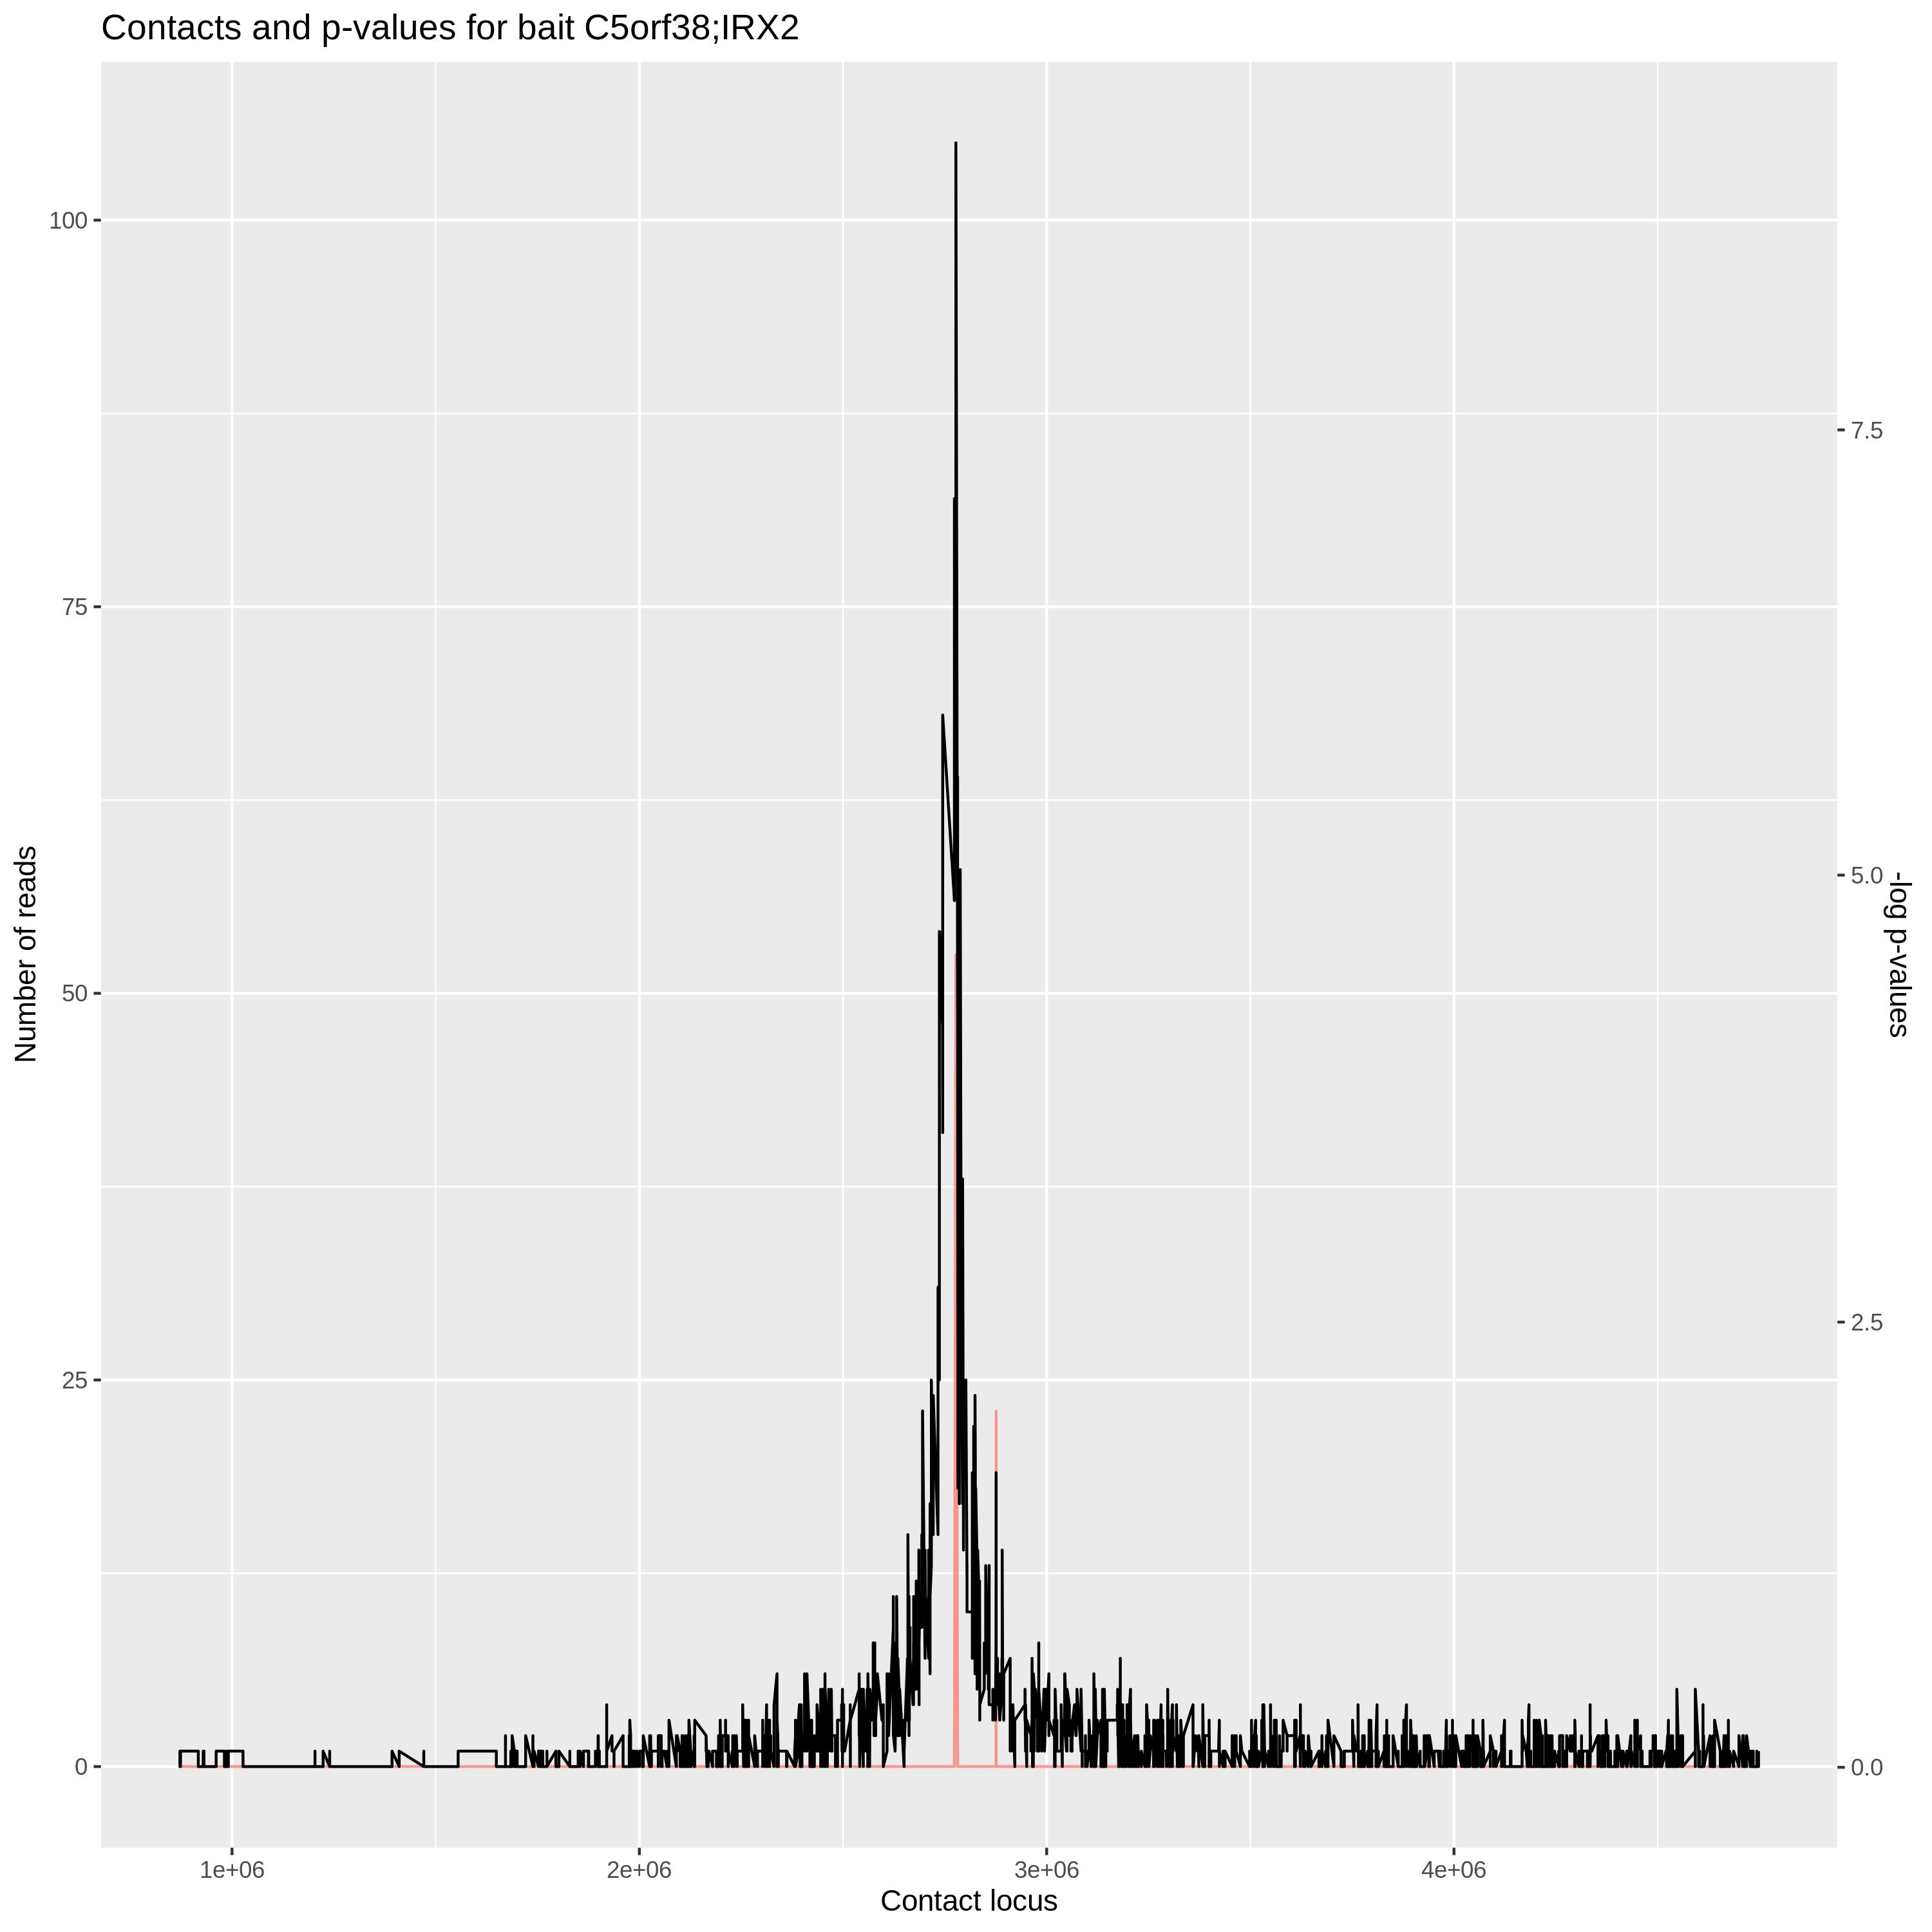 Contacts and p-values for bait C5orf38;IRX2
100
75
50
25
0
Number of reads
7.5
5.0
2.5
0.0
-log p-values
1e+06
2e+06
3e+06
4e+06
Contact locus